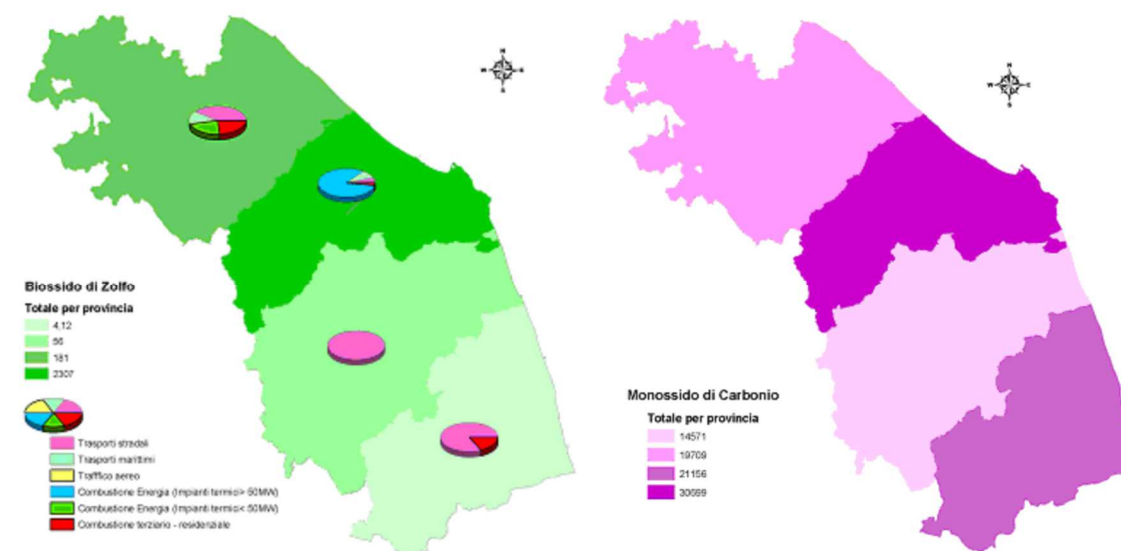 N
W E
S
N
W E
S
Biossido di Zolfo
Totale per provincia
4,12
56
181
2307
Trasporti stradali
Trasporti marittimi
Trafffico aereo
Combustione Energia (Impianti termici> 50MW)
Combustione Energia (Impianti termici< 50MW)
Combustione terziario - residenziale
Monossido di Carbonio
Totale per provincia
14571
19709
21156
30699